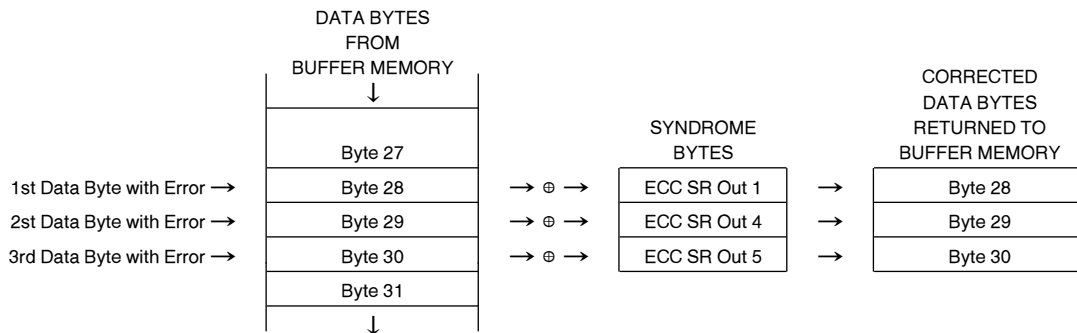 DATA BYTES
FROM
BUFFER MEMORY
↓
CORRECTED
DATA BYTES
RETURNED TO
BUFFER MEMORY
SYNDROME
BYTES
Byte 27
1st Data Byte with Error → Byte 28 → ⊕ → ECC SR Out 1 → Byte 28
2st Data Byte with Error → Byte 29 → ⊕ → ECC SR Out 4 → Byte 29
3rd Data Byte with Error → Byte 30 → ⊕ → ECC SR Out 5 → Byte 30
Byte 31
↓